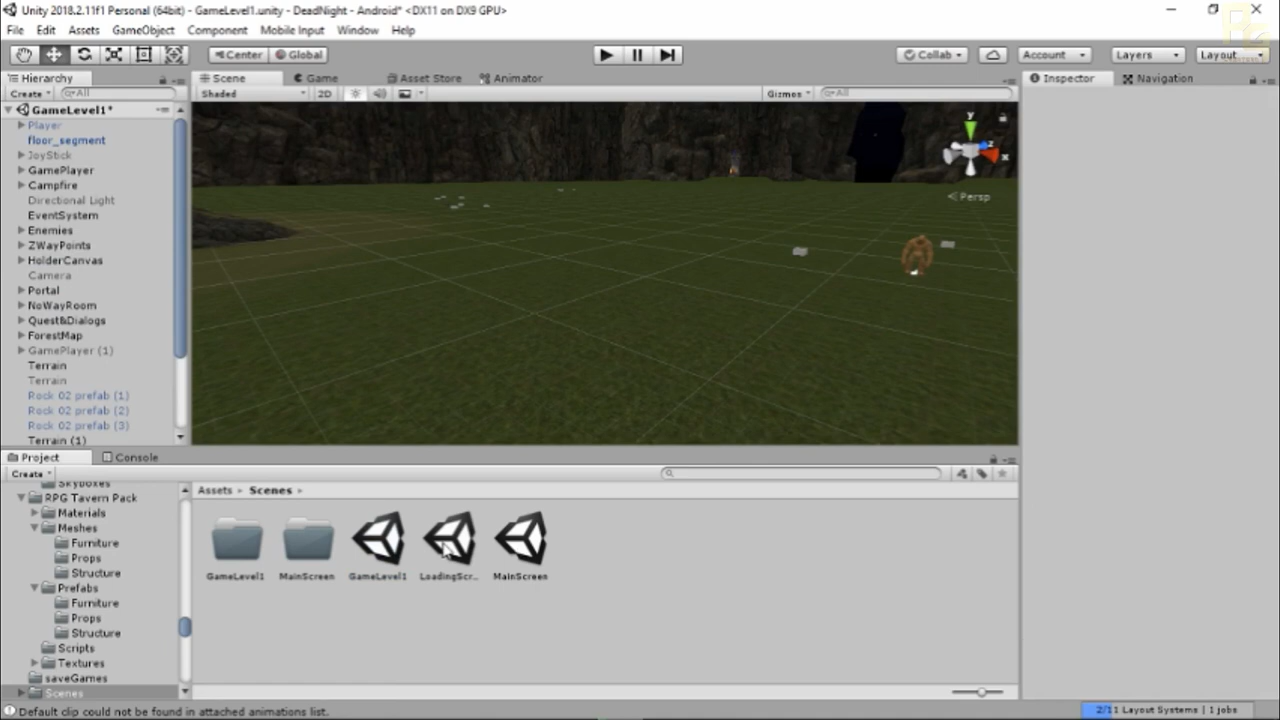 Unity 2018.2.11f1 Personal (64bit) - GameLevel1.unity - DeadNight - Android* <DX11 on DX9 GPU>
File Edit Assets GameObject Component Mobile Input Window Help
Center Global Collab Account Layers Layout
Hierarchy Scene Game Asset Store Animator Inspector Navigation
Create All Shaded 2D Gizmos All
GameLevel1*
Player
floor_segment
JoyStick
GamePlayer
Campfire
Directional Light
EventSystem
Enemies
ZWayPoints
HolderCanvas
Camera
Portal
NoWayRoom
Quest&Dialogs
ForestMap
GamePlayer (1)
Terrain
Terrain
Rock 02 prefab (1)
Rock 02 prefab (2)
Rock 02 prefab (3)
Terrain (1)
y
z
x
Persp
Project Console
Create
Skyboxes
RPG Tavern Pack
Materials
Meshes
Furniture
Props
Structure
Prefabs
Furniture
Props
Structure
Scripts
Textures
saveGames
Scenes
Assets Scenes
GameLevel1 MainScreen GameLevel1 LoadingScr... MainScreen
Default clip could not be found in attached animations list.
2/11 Layout Systems | 1 jobs